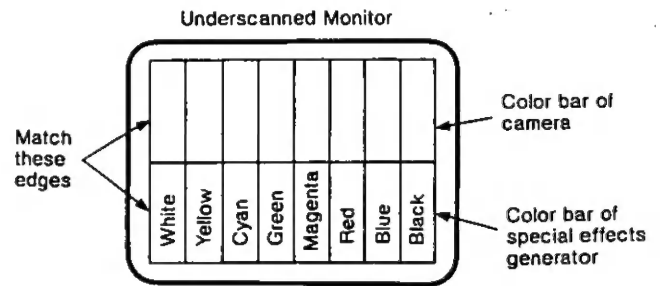 Underscanned Monitor
Match
these
edges
Color bar of
camera
White
Yellow
Cyan
Green
Magenta
Red
Blue
Black
Color bar of
special effects
generator